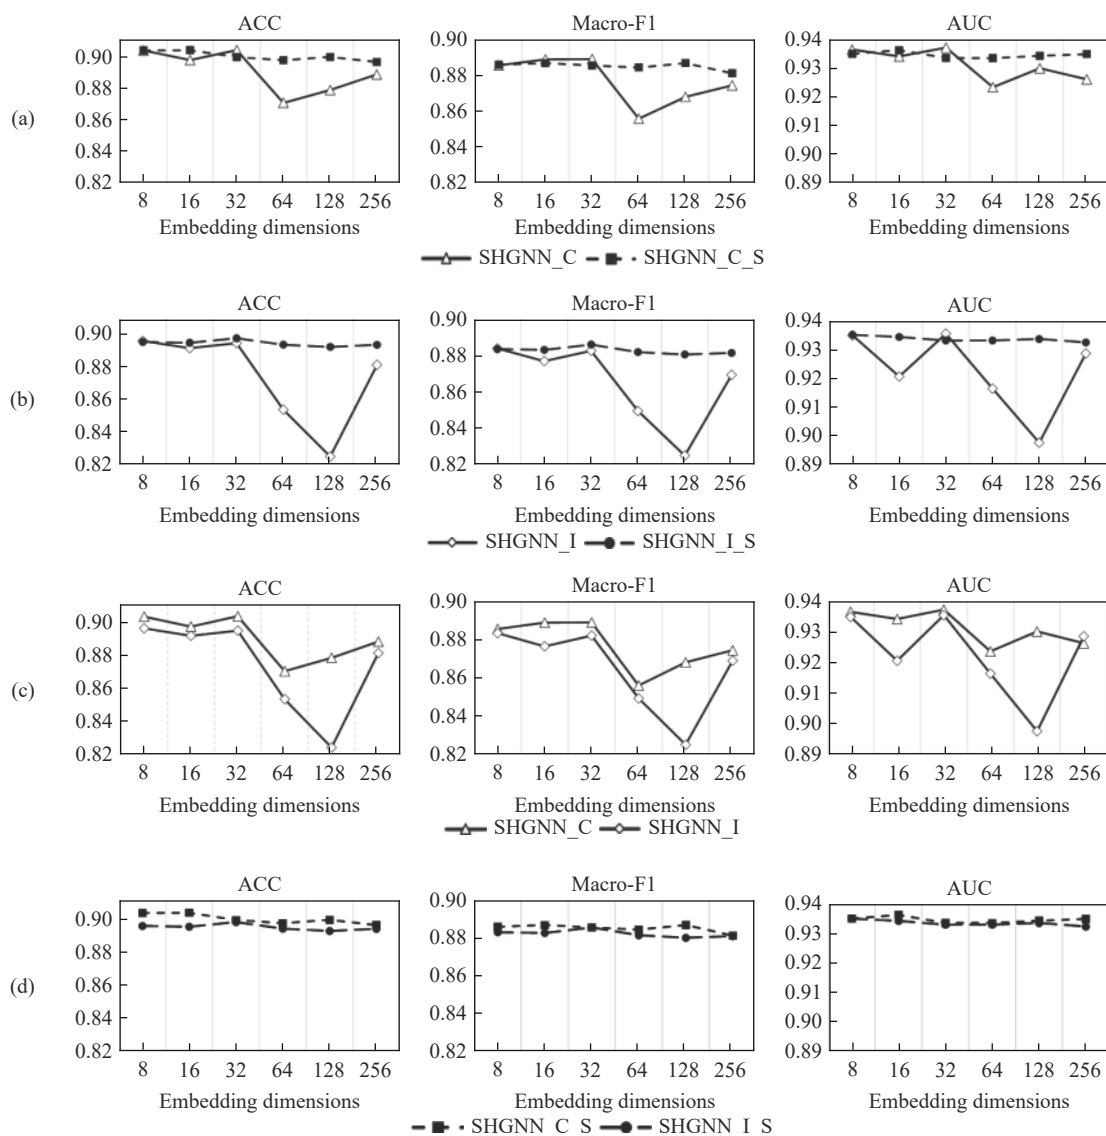 ACC
Macro-F1
AUC
(a)
0.90
0.88
0.86
0.84
0.82
8 16 32 64 128 256
Embedding dimensions
0.90
0.88
0.86
0.84
0.82
8 16 32 64 128 256
Embedding dimensions
0.94
0.93
0.92
0.91
0.90
0.89
8 16 32 64 128 256
Embedding dimensions
SHGNN_C SHGNN_C_S
ACC
Macro-F1
AUC
(b)
0.90
0.88
0.86
0.84
0.82
8 16 32 64 128 256
Embedding dimensions
0.90
0.88
0.86
0.84
0.82
8 16 32 64 128 256
Embedding dimensions
0.94
0.93
0.92
0.91
0.90
0.89
8 16 32 64 128 256
Embedding dimensions
SHGNN_I SHGNN_I_S
ACC
Macro-F1
AUC
(c)
0.90
0.88
0.86
0.84
0.82
8 16 32 64 128 256
Embedding dimensions
0.90
0.88
0.86
0.84
0.82
8 16 32 64 128 256
Embedding dimensions
0.94
0.93
0.92
0.91
0.90
0.89
8 16 32 64 128 256
Embedding dimensions
SHGNN_C SHGNN_I
ACC
Macro-F1
AUC
(d)
0.90
0.88
0.86
0.84
0.82
8 16 32 64 128 256
Embedding dimensions
0.90
0.88
0.86
0.84
0.82
8 16 32 64 128 256
Embedding dimensions
0.94
0.93
0.92
0.91
0.90
0.89
8 16 32 64 128 256
Embedding dimensions
SHGNN_C_S SHGNN_I_S